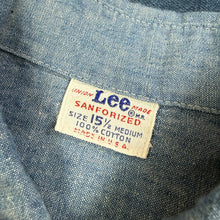 UNION Lee ® M.R. MADE
SANFORIZED
SIZE 15½ MEDIUM
100% COTTON
MADE IN U.S.A.